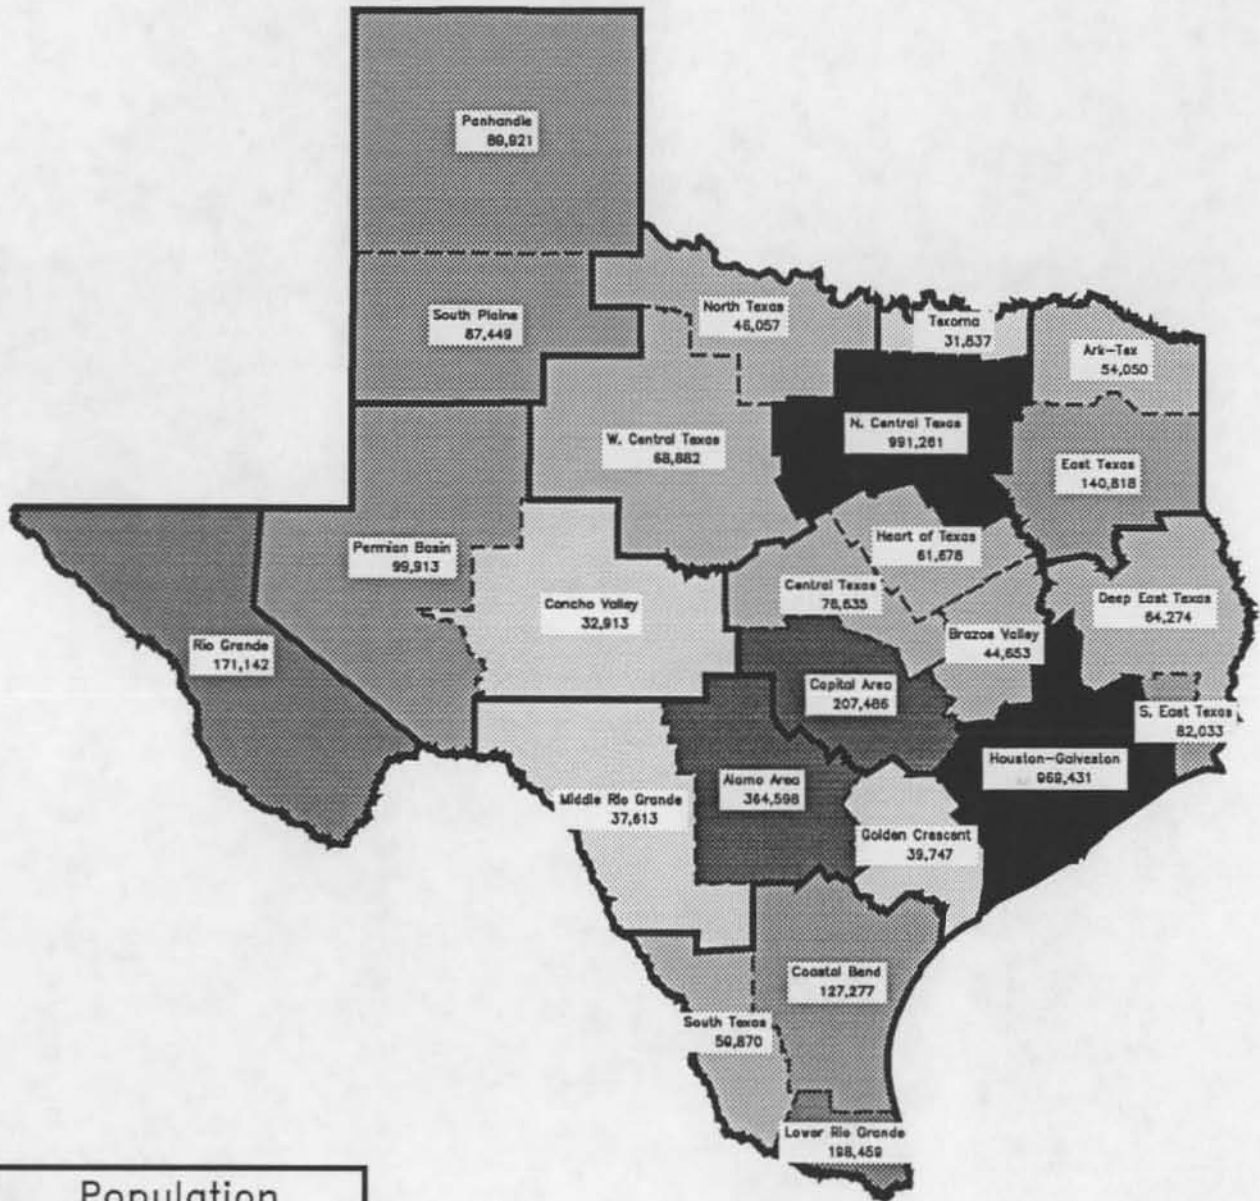 Panhandle
89,921
South Plains
87,449
North Texas
46,057
Texoma
31,837
Ark-Tex
54,050
W. Central Texas
68,882
N. Central Texas
991,261
East Texas
140,818
Permian Basin
99,913
Heart of Texas
61,678
Concho Valley
32,913
Central Texas
78,635
Deep East Texas
64,274
Rio Grande
171,142
Brazos Valley
44,653
Capital Area
207,486
S. East Texas
82,033
Houston-Galveston
969,431
Alamo Area
364,598
Middle Rio Grande
37,613
Golden Crescent
39,747
Coastal Bend
127,277
South Texas
59,870
Lower Rio Grande
198,459
Population